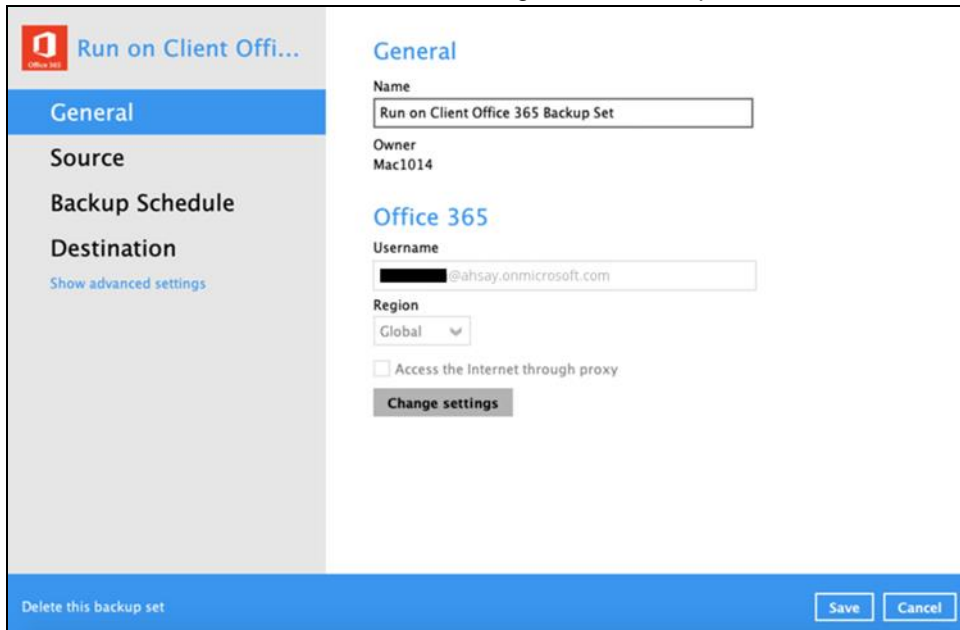 Office 365
Run on Client Offi...
General
Source
Backup Schedule
Destination
Show advanced settings
General
Name
Run on Client Office 365 Backup Set
Owner
Mac1014
Office 365
Username
@ahsay.onmicrosoft.com
Region
Global
Access the Internet through proxy
Change settings
Delete this backup set
Save
Cancel